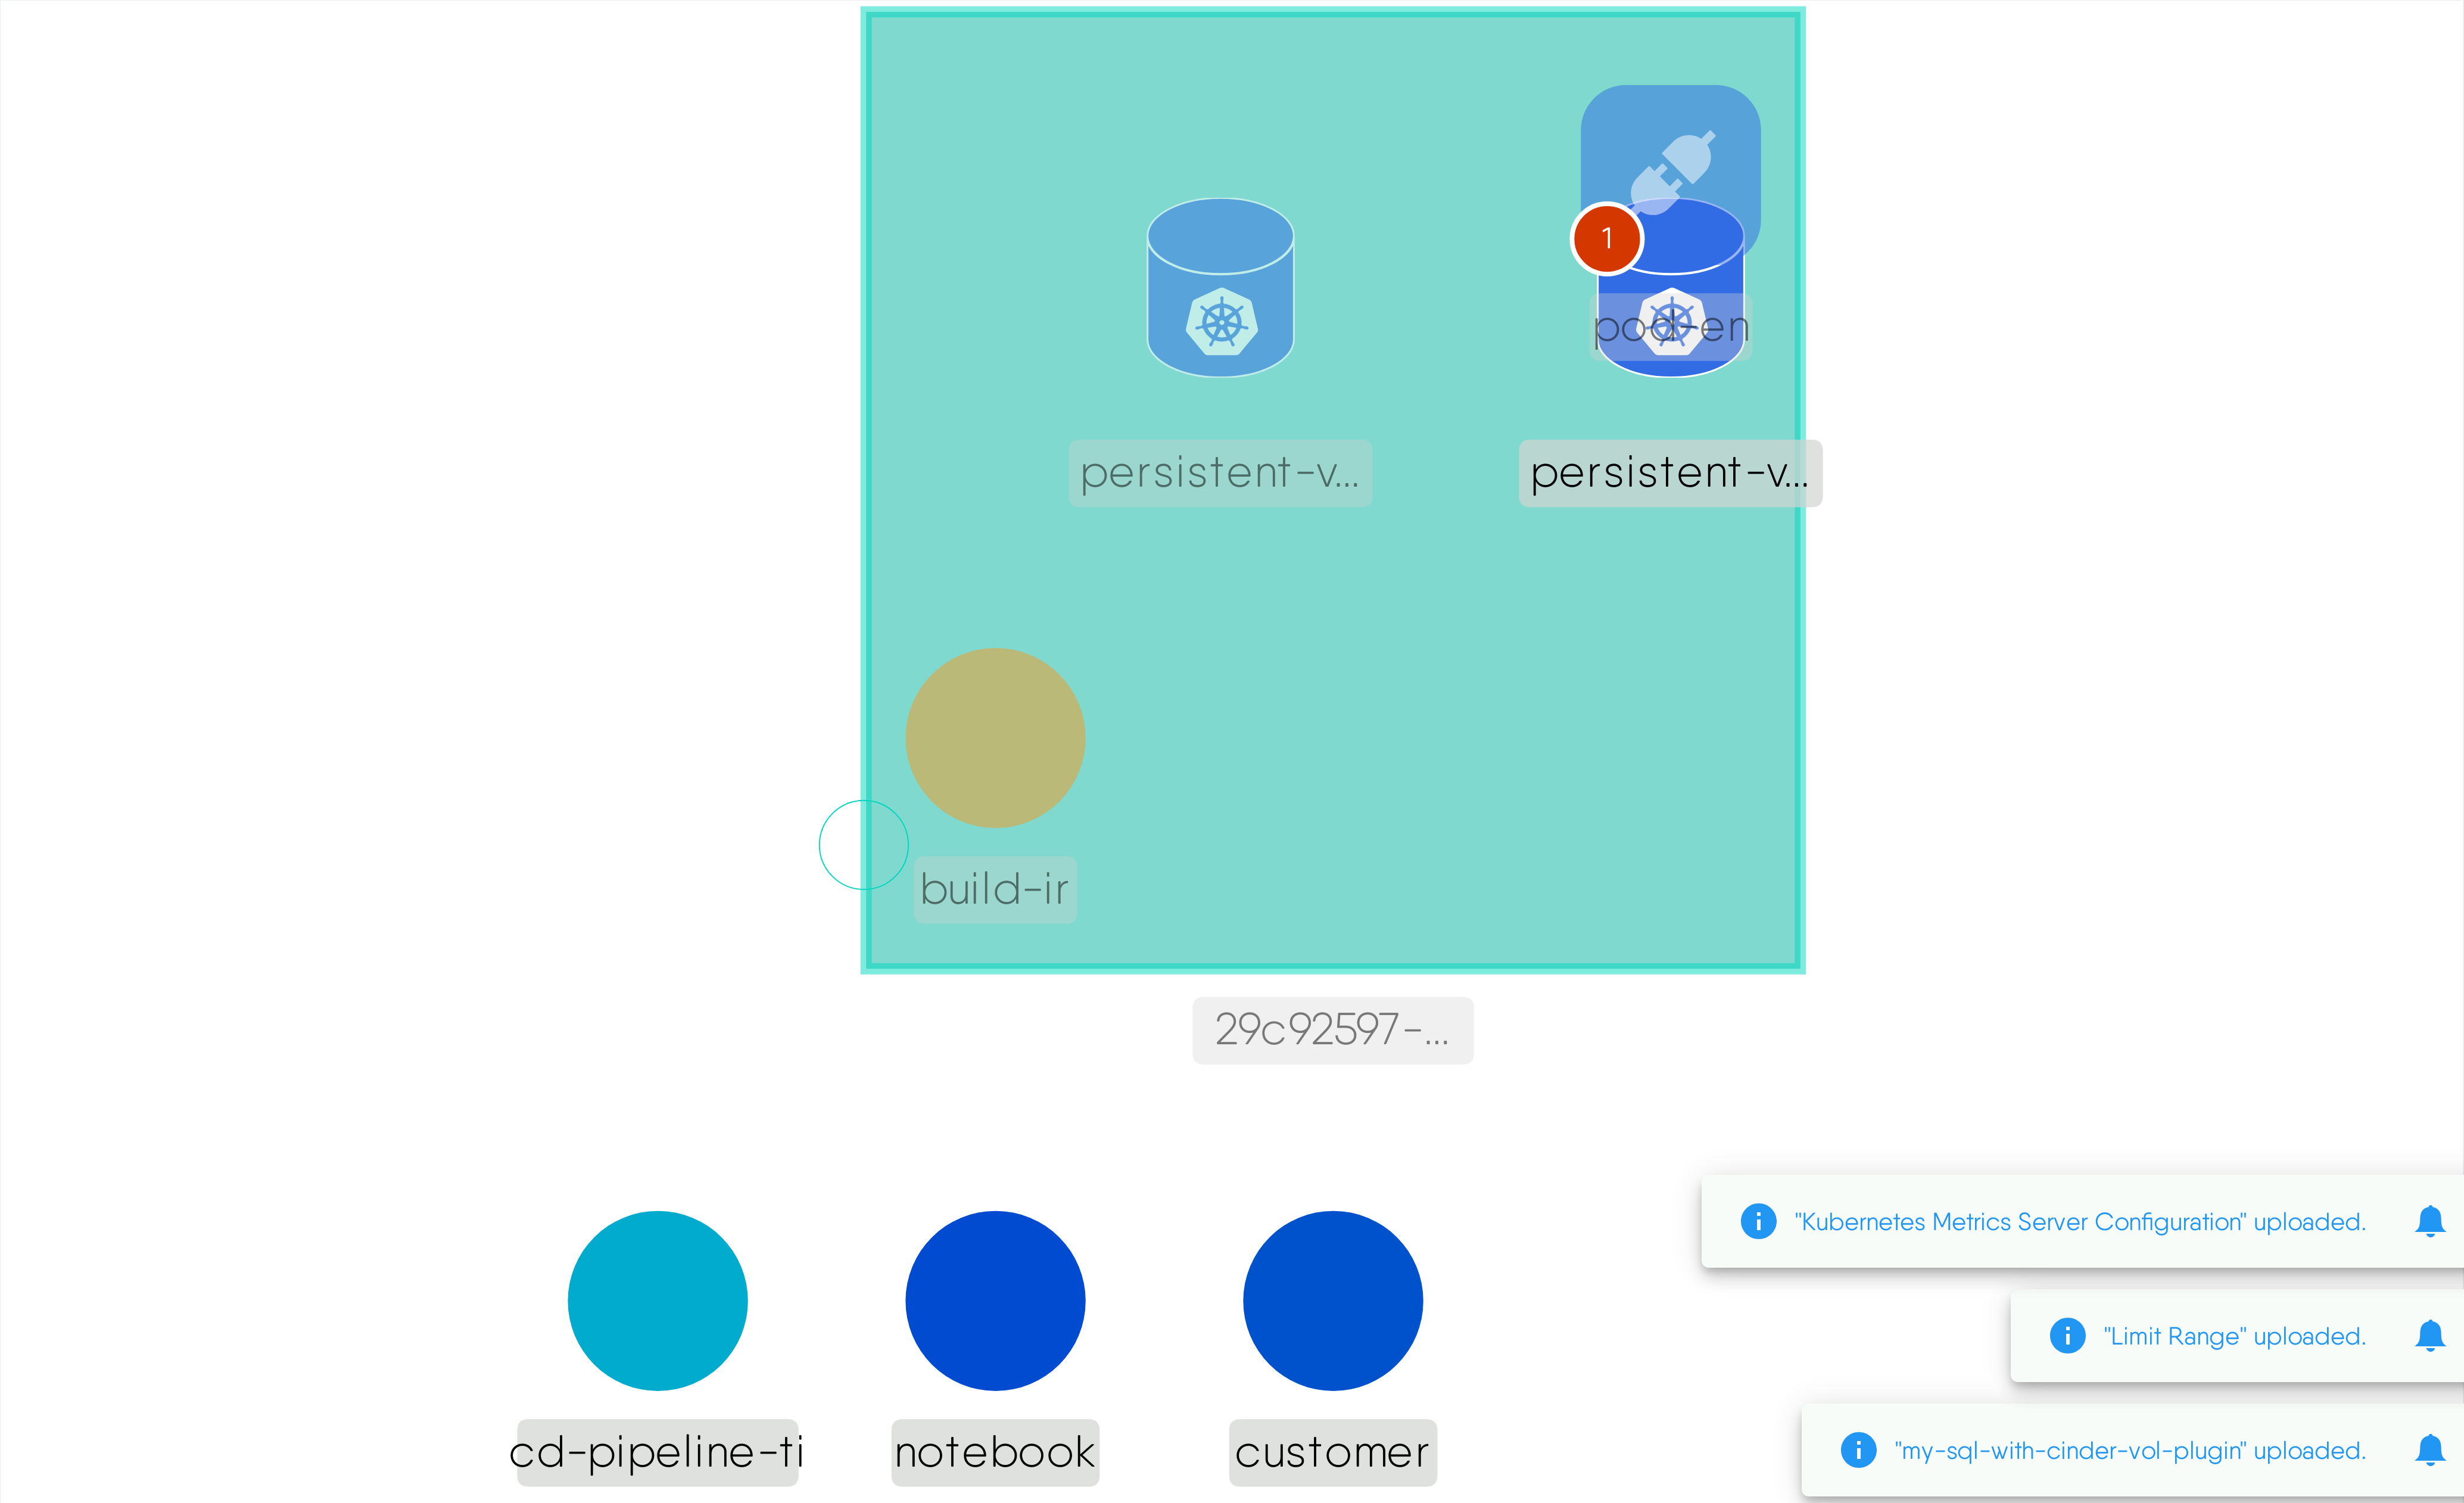 1
pod-en
persistent-v...
persistent-v...
build-ir
29c92597-...
"Kubernetes Metrics Server Configuration" uploaded.
"Limit Range" uploaded.
cd-pipeline-ti
notebook
customer
"my-sql-with-cinder-vol-plugin" uploaded.